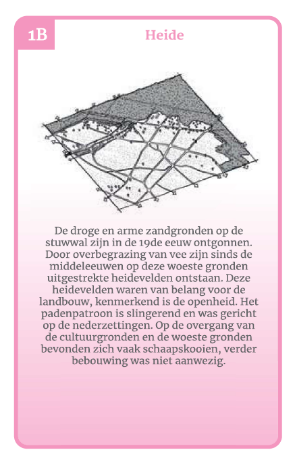 1B
Heide
De droge en arme zandgronden op de
stuwwal zijn in de 19de eeuw ontgonnen.
Door overbegrazing van vee zijn sinds de
middeleeuwen op deze woeste gronden
uitgestrekte heidevelden ontstaan. Deze
heidevelden waren van belang voor de
landbouw, kenmerkend is de openheid. Het
padenpatroon is slingerend en was gericht
op de nederzettingen. Op de overgang van
de cultuurgronden en de woeste gronden
bevonden zich vaak schaapskooien, verder
bebouwing was niet aanwezig.